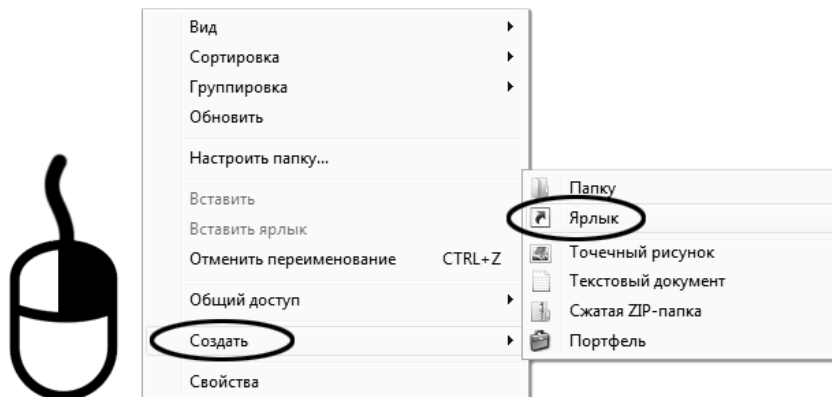 Вид
Сортировка
Группировка
Обновить
Настроить папку...
Вставить
Вставить ярлык
Отменить переименование CTRL+Z
Общий доступ
Создать
Свойства
Папку
Ярлык
Точечный рисунок
Текстовый документ
Сжатая ZIP-папка
Портфель